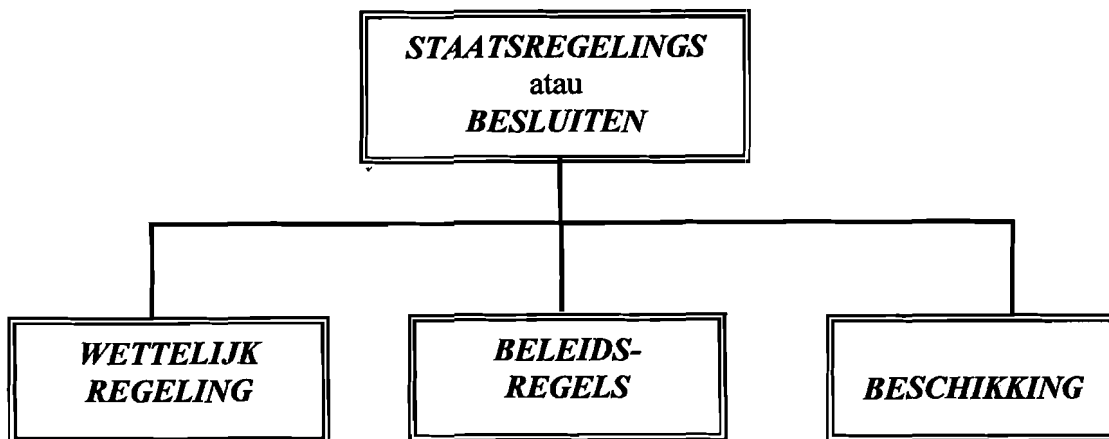 STAATSREGELINGS
atau
BESLUITEN
WETTELIJK
REGELING
BELEIDS-
REGELS
BESCHIKKING